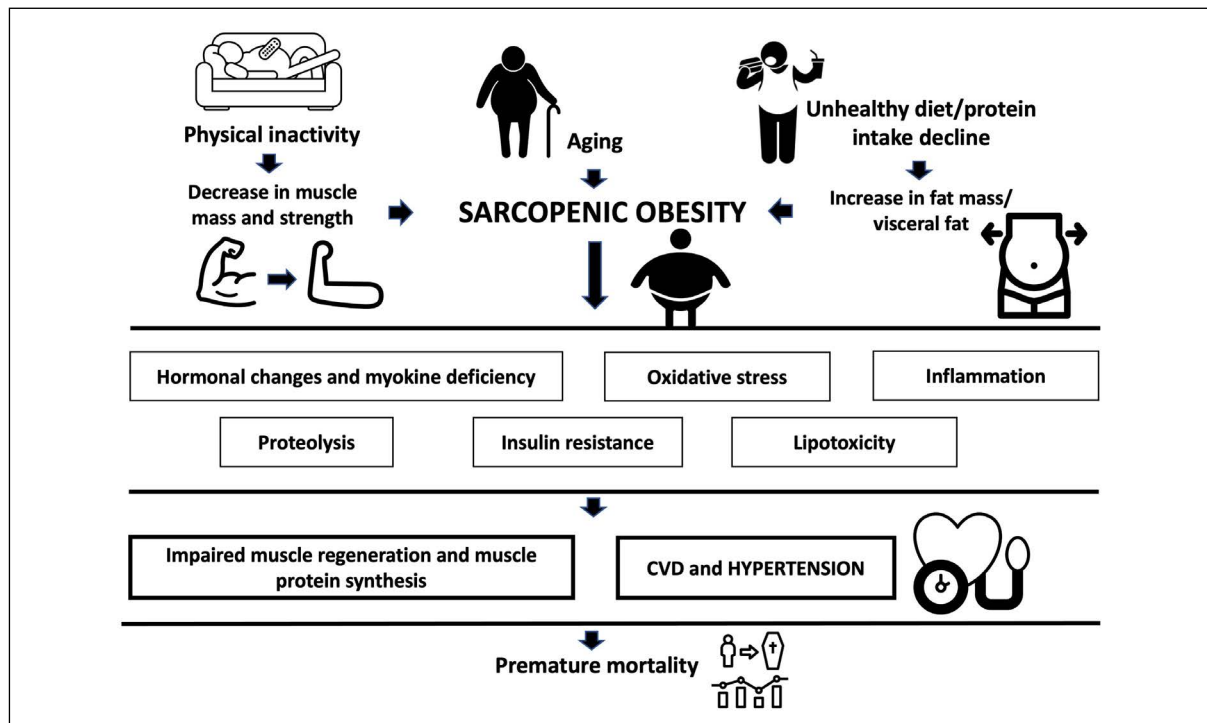 Physical inactivity
Aging
Unhealthy diet/protein
intake decline
Decrease in muscle
mass and strength
SARCOPENIC OBESITY
Increase in fat mass/
visceral fat
Hormonal changes and myokine deficiency
Oxidative stress
Inflammation
Proteolysis
Insulin resistance
Lipotoxicity
Impaired muscle regeneration and muscle
protein synthesis
CVD and HYPERTENSION
Premature mortality